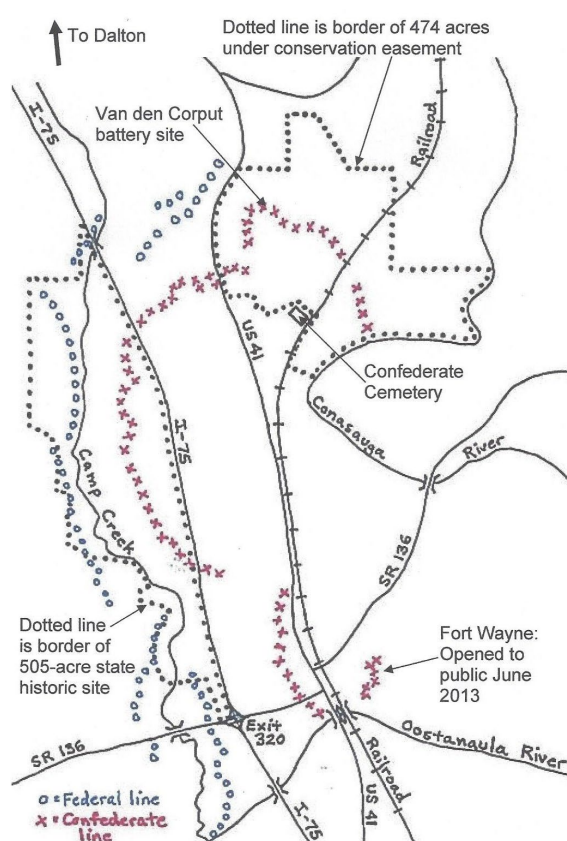 To Dalton
Dotted line is border of 474 acres
under conservation easement
I-75
Van den Corput
battery site
Railroad
US 41
Confederate
Cemetery
Conasauga
River
I-75
Camp Creek
SR 136
Dotted line
is border of
505-acre state
historic site
Fort Wayne:
Opened to
public June
2013
Exit
320
SR 136
Oostanaula River
Railroad
o = Federal line
x = Confederate
line
I-75
US 41